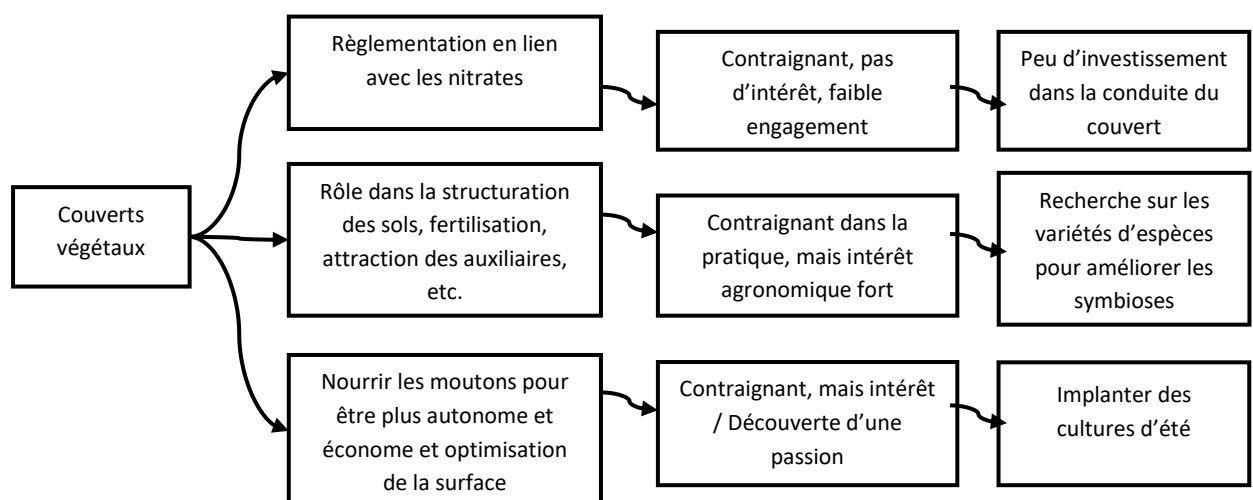 Couverts
végétaux
Règlementation en lien
avec les nitrates
Contraignant, pas
d’intérêt, faible
engagement
Peu d’investissement
dans la conduite du
couvert
Rôle dans la structuration
des sols, fertilisation,
attraction des auxiliaires,
etc.
Contraignant dans la
pratique, mais intérêt
agronomique fort
Recherche sur les
variétés d’espèces
pour améliorer les
symbioses
Nourrir les moutons pour
être plus autonome et
économe et optimisation
de la surface
Contraignant, mais intérêt
/ Découverte d’une
passion
Implanter des
cultures d’été